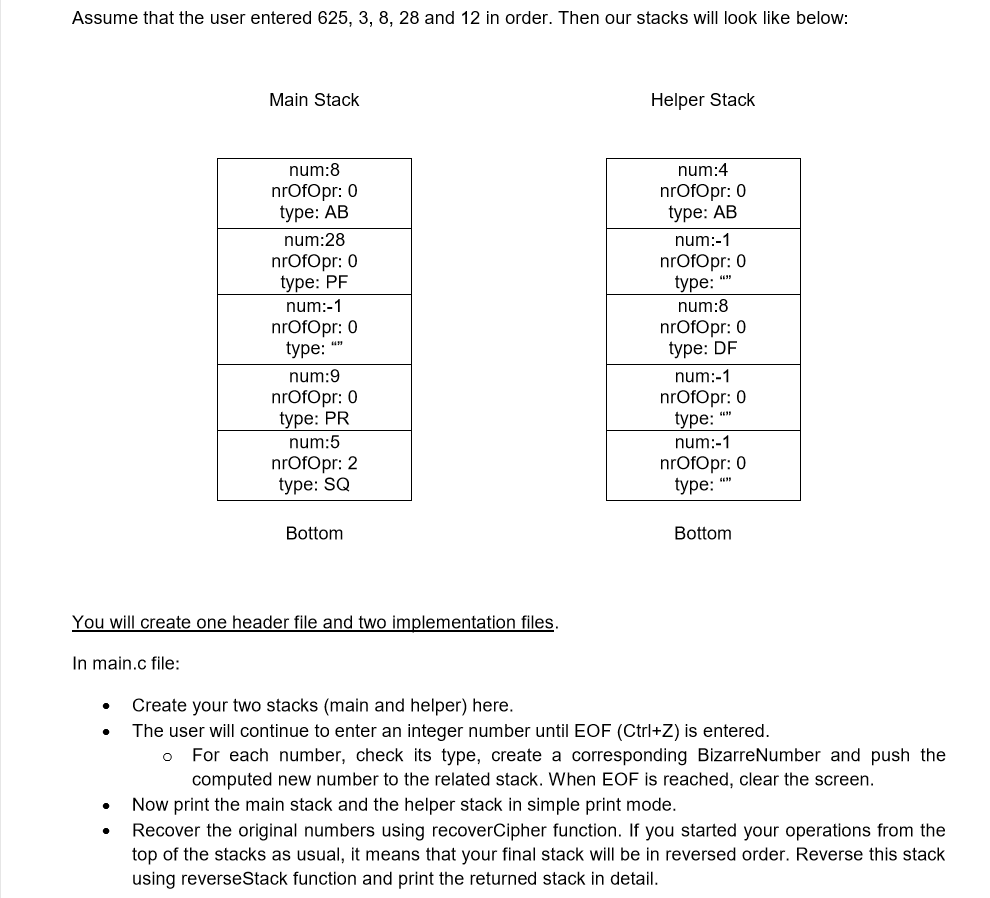 Assume that the user entered 625, 3, 8, 28 and 12 in order. Then our stacks will look like below:
Main Stack
Helper Stack
num:8
nrOfOpr: 0
type: AB
num:28
nrOfOpr: 0
type: PF
num:-1
nrOfOpr: 0
type: “”
num:9
nrOfOpr: 0
type: PR
num:5
nrOfOpr: 2
type: SQ
Bottom
num:4
nrOfOpr: 0
type: AB
num:-1
nrOfOpr: 0
type: “”
num:8
nrOfOpr: 0
type: DF
num:-1
nrOfOpr: 0
type: “”
num:-1
nrOfOpr: 0
type: “”
Bottom
You will create one header file and two implementation files.
In main.c file:
• Create your two stacks (main and helper) here.
• The user will continue to enter an integer number until EOF (Ctrl+Z) is entered.
o For each number, check its type, create a corresponding BizarreNumber and push the
computed new number to the related stack. When EOF is reached, clear the screen.
• Now print the main stack and the helper stack in simple print mode.
• Recover the original numbers using recoverCipher function. If you started your operations from the
top of the stacks as usual, it means that your final stack will be in reversed order. Reverse this stack
using reverseStack function and print the returned stack in detail.